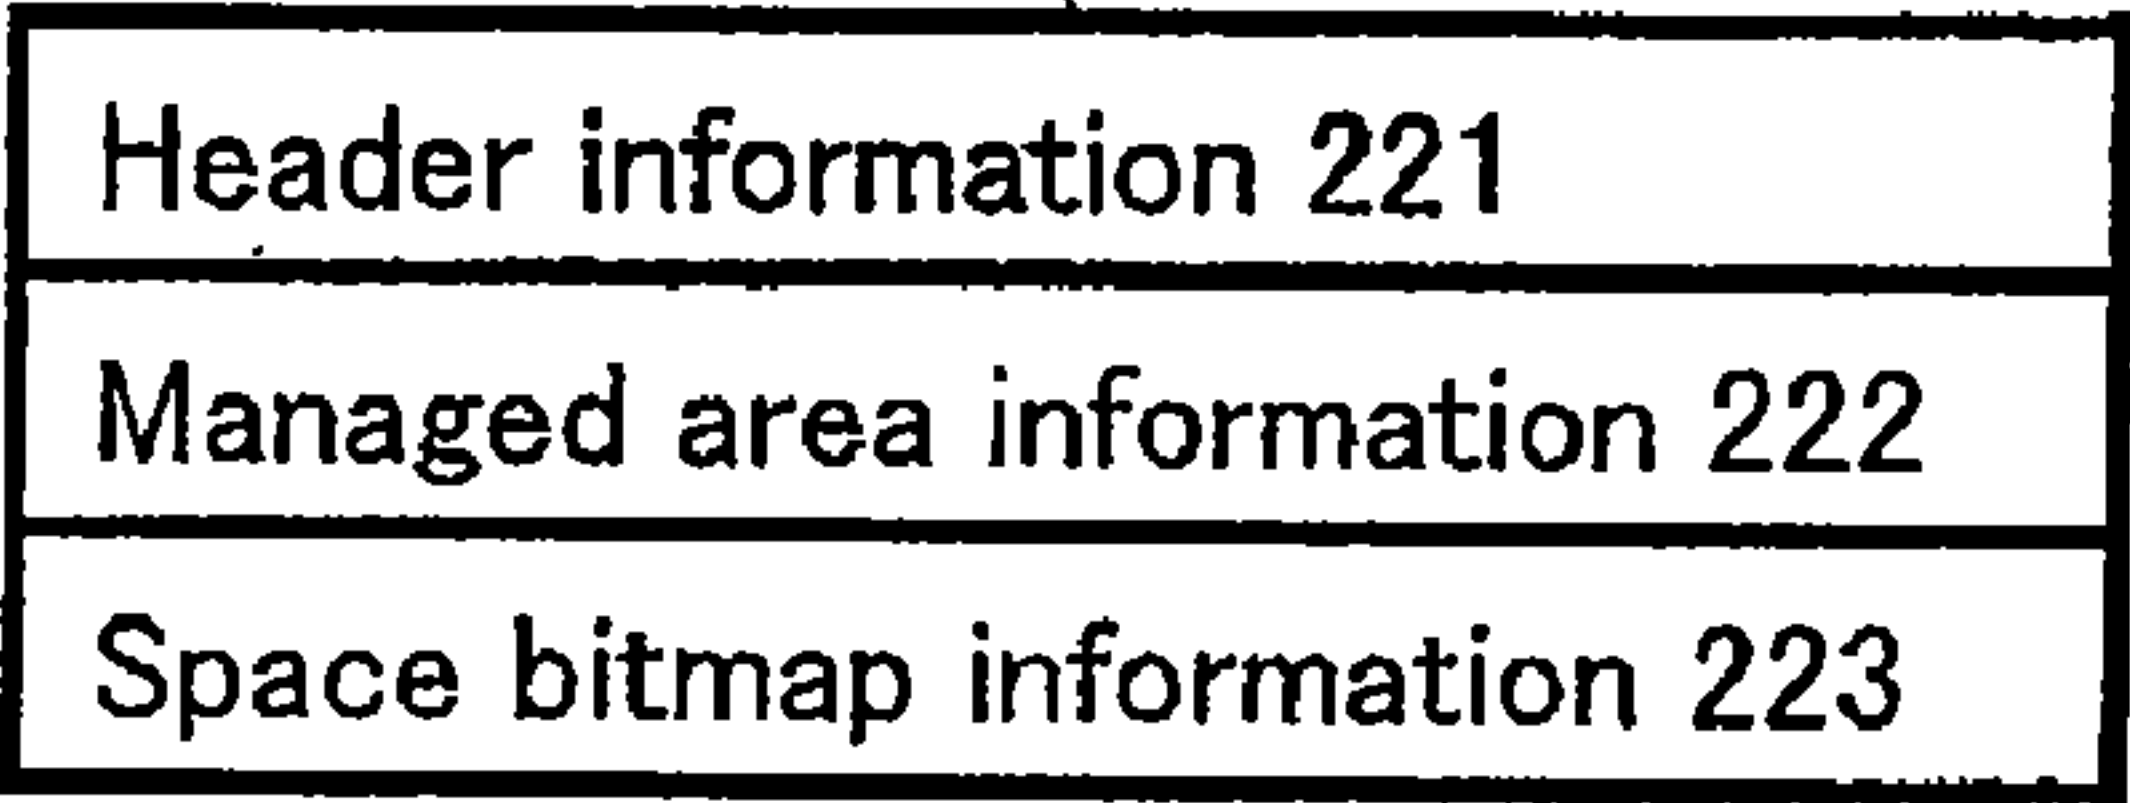 Header information 221
Managed area information 222
Space bitmap information 223